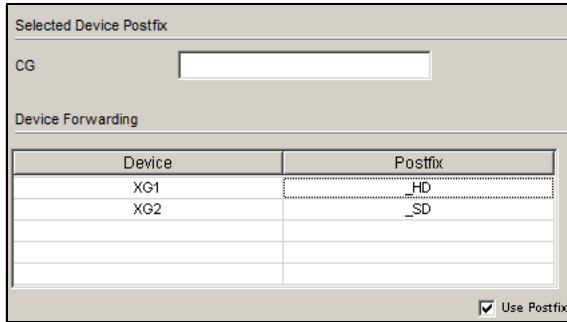 Selected Device Postfix
CG
Device Forwarding
Device Postfix
XG1 _HD
XG2 _SD
Use Postfix